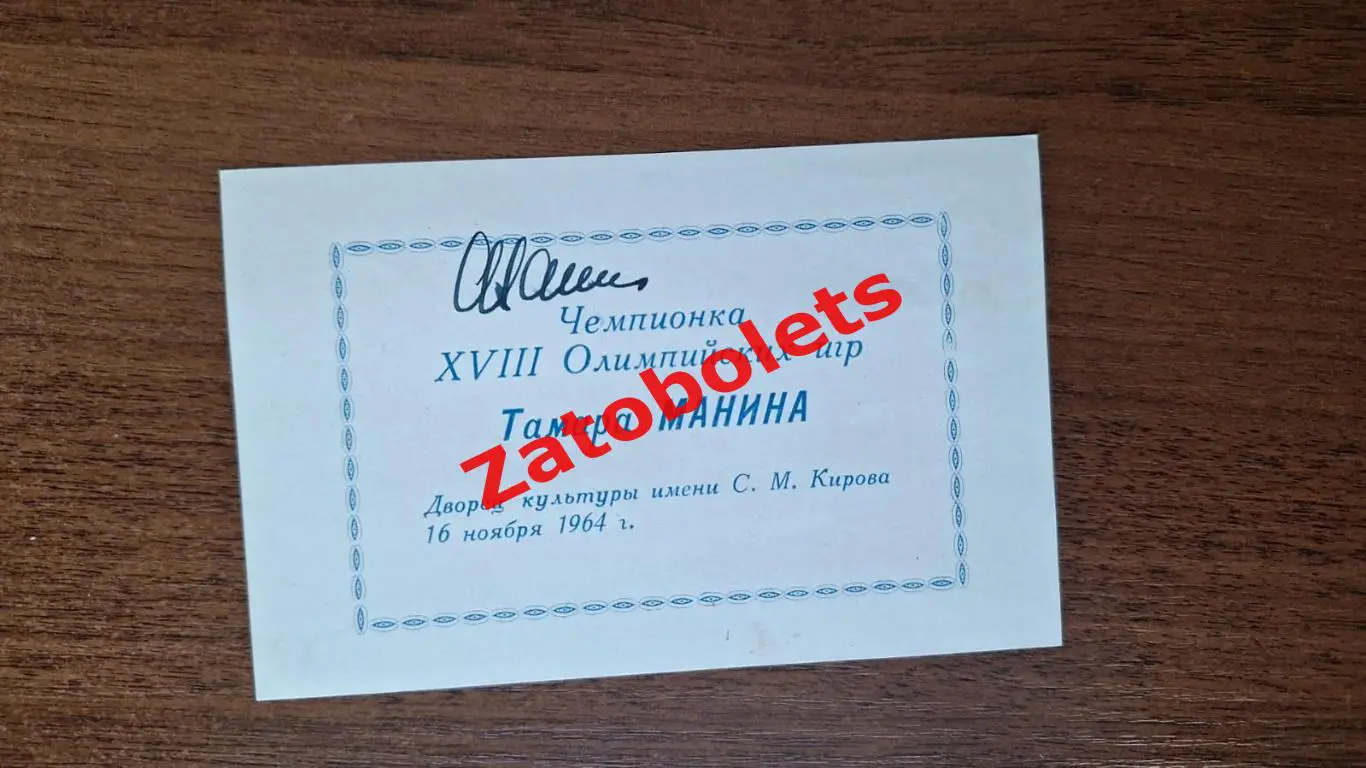 Чемпионка
XVIII Олимпийских игр
Тамара МАНИНА
Дворец культуры имени С. М. Кирова
16 ноября 1964 г.
Zatobolets